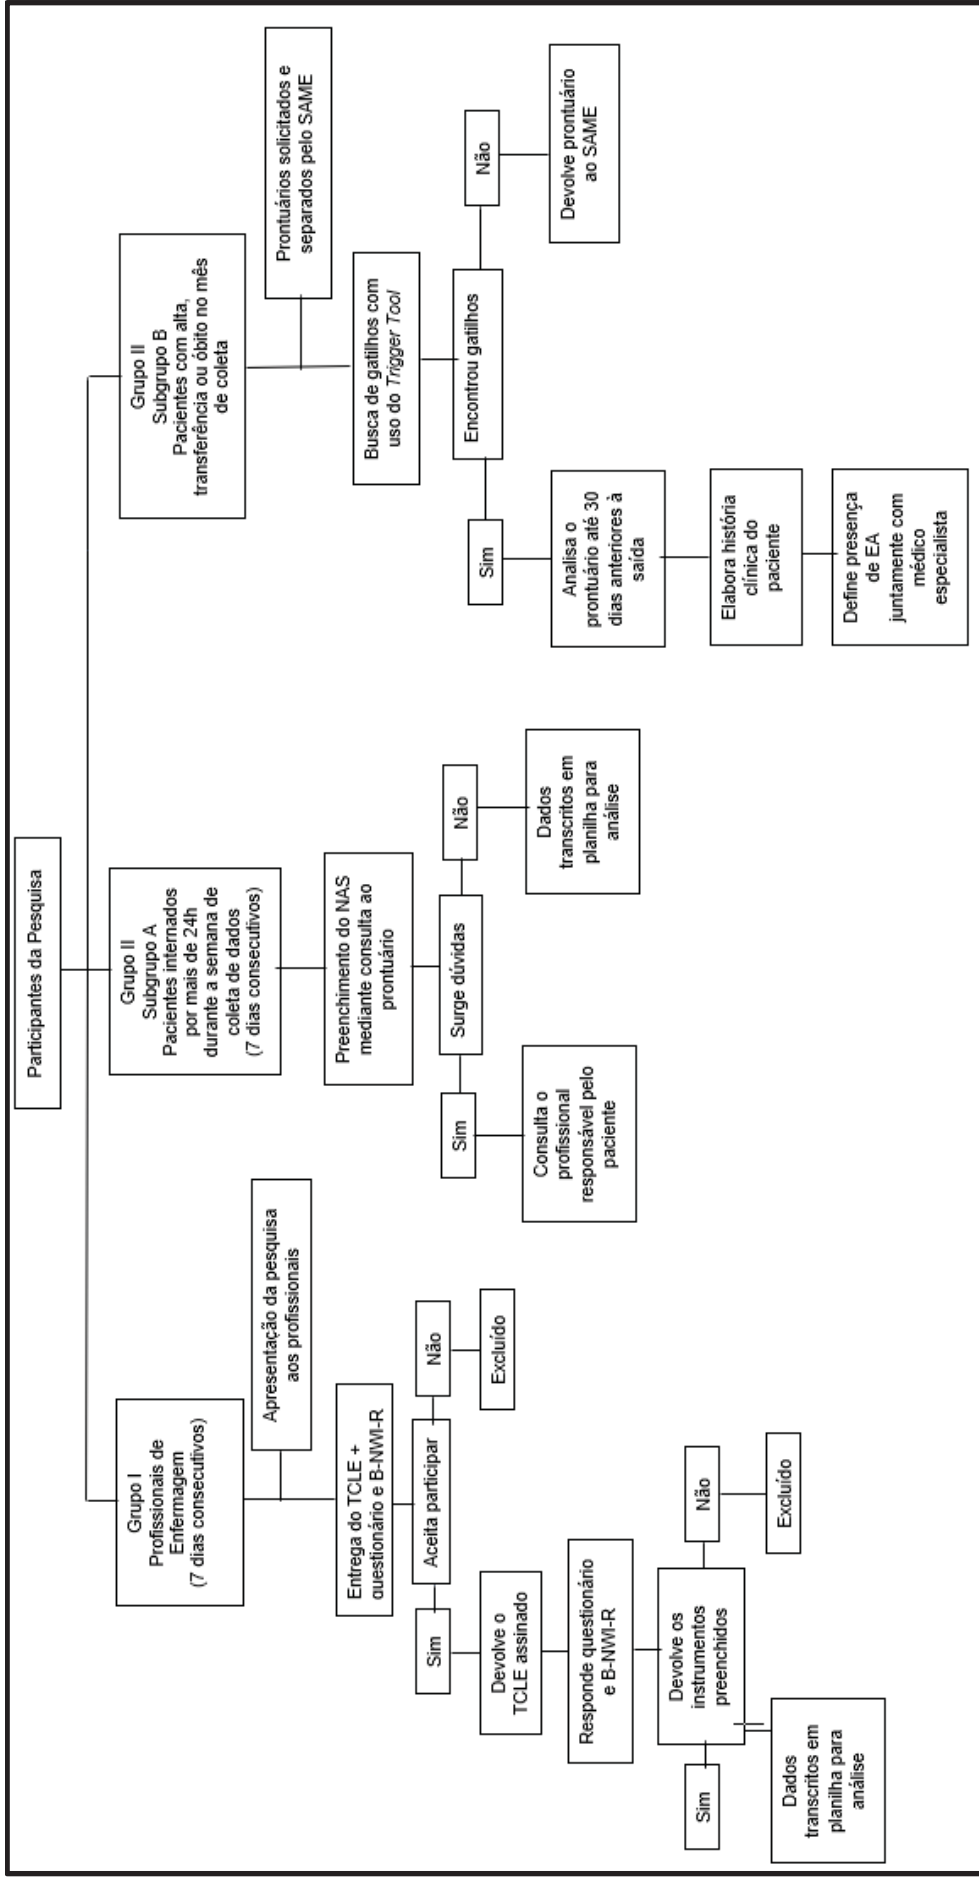 Participantes da Pesquisa
Grupo I
Profissionais de
Enfermagem
(7 dias consecutivos)
Apresentação da pesquisa
aos profissionais
Entrega do TCLE +
questionário e B-NWI-R
Aceita participar
Sim
Não
Devolve o
TCLE assinado
Excluído
Responde questionário
e B-NWI-R
Devolve os
instrumentos
preenchidos
Sim
Não
Dados
transcritos em
planilha para
análise
Excluído
Grupo II
Subgrupo A
Pacientes internados
por mais de 24h
durante a semana de
coleta de dados
(7 dias consecutivos)
Preenchimento do NAS
mediante consulta ao
prontuário
Surge dúvidas
Sim
Não
Consulta o
profissional
responsável pelo
paciente
Dados
transcritos em
planilha para
análise
Grupo II
Subgrupo B
Pacientes com alta,
transferência ou óbito no mês
de coleta
Prontuários solicitados e
separados pelo SAME
Busca de gatilhos com
uso do Trigger Tool
Encontrou gatilhos
Sim
Não
Analisa o
prontuário até 30
dias anteriores à
saída
Devolve prontuário
ao SAME
Elabora história
clínica do
paciente
Define presença
de EA
juntamente com
médico
especialista